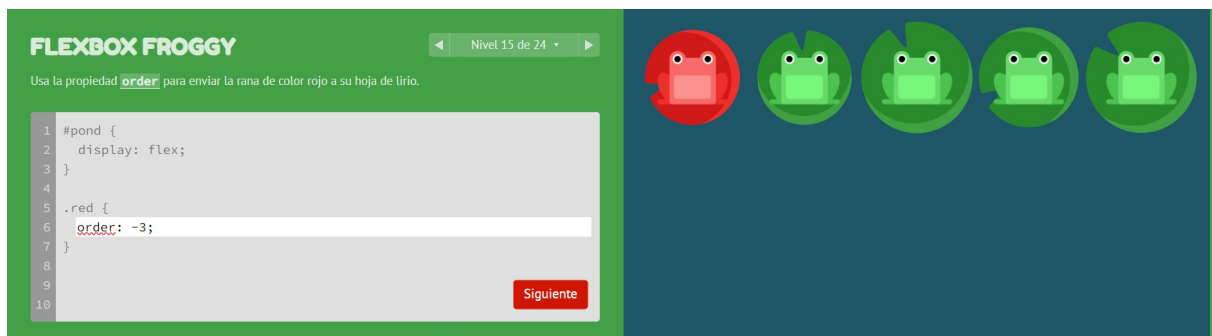 FLEXBOX FROGGY
◀ Nivel 15 de 24 ▾ ▶
Usa la propiedad order para enviar la rana de color rojo a su hoja de lirio.
1 #pond {
2 display: flex;
3 }
4
5 .red {
6 order: -3;
7 }
8
9
10
Siguiente